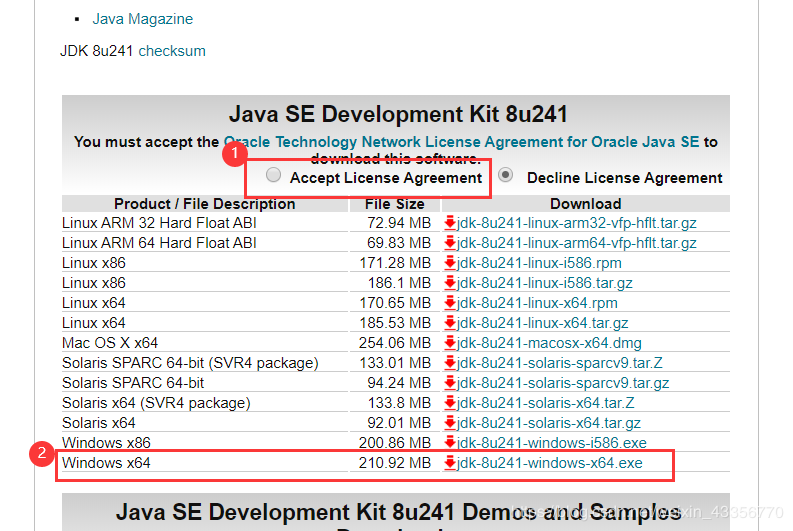 Java Magazine
JDK 8u241 checksum
Java SE Development Kit 8u241
You must accept the Oracle Technology Network License Agreement for Oracle Java SE to
download this software.
1
Accept License Agreement Decline License Agreement
Product / File Description File Size Download
Linux ARM 32 Hard Float ABI 72.94 MB jdk-8u241-linux-arm32-vfp-hflt.tar.gz
Linux ARM 64 Hard Float ABI 69.83 MB jdk-8u241-linux-arm64-vfp-hflt.tar.gz
Linux x86 171.28 MB jdk-8u241-linux-i586.rpm
Linux x86 186.1 MB jdk-8u241-linux-i586.tar.gz
Linux x64 170.65 MB jdk-8u241-linux-x64.rpm
Linux x64 185.53 MB jdk-8u241-linux-x64.tar.gz
Mac OS X x64 254.06 MB jdk-8u241-macosx-x64.dmg
Solaris SPARC 64-bit (SVR4 package) 133.01 MB jdk-8u241-solaris-sparcv9.tar.Z
Solaris SPARC 64-bit 94.24 MB jdk-8u241-solaris-sparcv9.tar.gz
Solaris x64 (SVR4 package) 133.8 MB jdk-8u241-solaris-x64.tar.Z
Solaris x64 92.01 MB jdk-8u241-solaris-x64.tar.gz
Windows x86 200.86 MB jdk-8u241-windows-i586.exe
2
Windows x64 210.92 MB jdk-8u241-windows-x64.exe
Java SE Development Kit 8u241 Demos and Samples